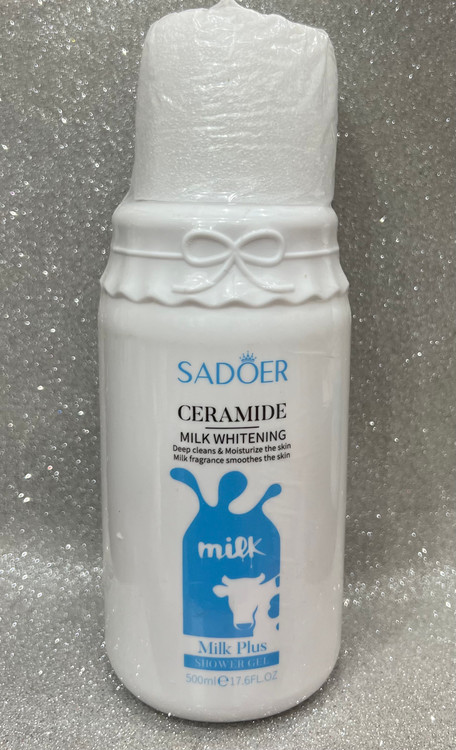 SADOER
CERAMIDE
MILK WHITENING
Deep cleans & Moisturize the skin
Milk fragrance smoothes the skin
milk
Milk Plus
SHOWER GEL
500ml℮17.6FL.OZ